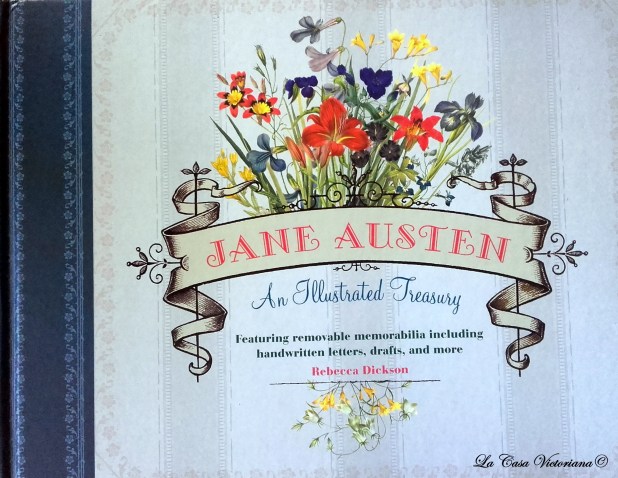 JANE AUSTEN
An Illustrated Treasury
Featuring removable memorabilia including
handwritten letters, drafts, and more
Rebecca Dickson
La Casa Victoriana ©